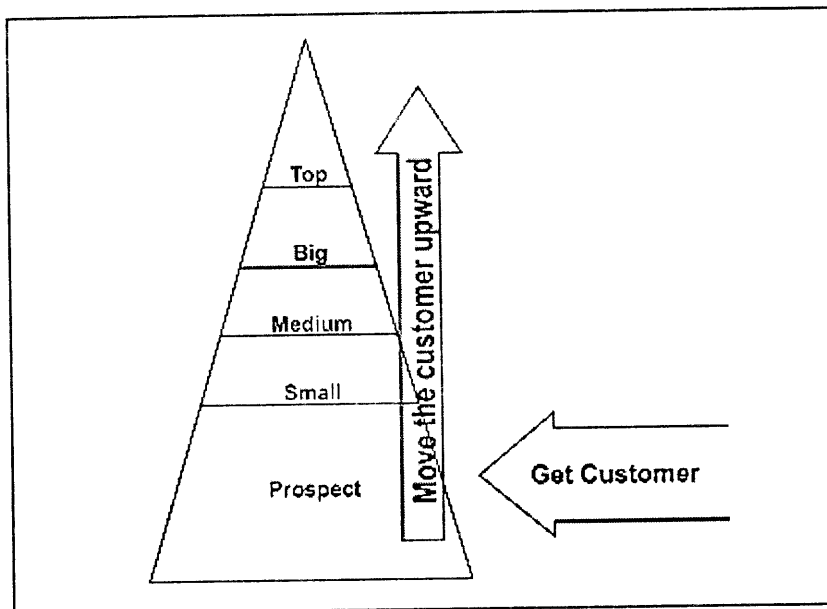 Top
Big
Medium
Small
Prospect
Move the customer upward
Get Customer